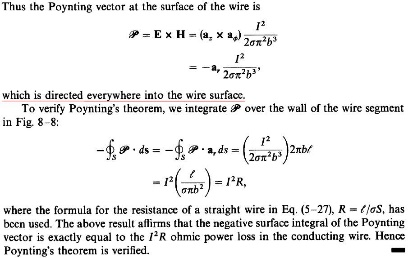 Thus the Poynting vector at the surface of the wire is
𝒫 = E × H = (a_z × a_ϕ) I²/(2σπ²b³)
= −a_r I²/(2σπ²b³),
which is directed everywhere into the wire surface.
To verify Poynting's theorem, we integrate 𝒫 over the wall of the wire segment
in Fig. 8–8:
−∮_S 𝒫 · ds = −∮_S 𝒫 · a_r ds = (I²/(2σπ²b³)) 2πbℓ
= I² (ℓ/(σπb²)) = I²R,
where the formula for the resistance of a straight wire in Eq. (5–27), R = ℓ/σS, has
been used. The above result affirms that the negative surface integral of the Poynting
vector is exactly equal to the I²R ohmic power loss in the conducting wire. Hence
Poynting's theorem is verified.